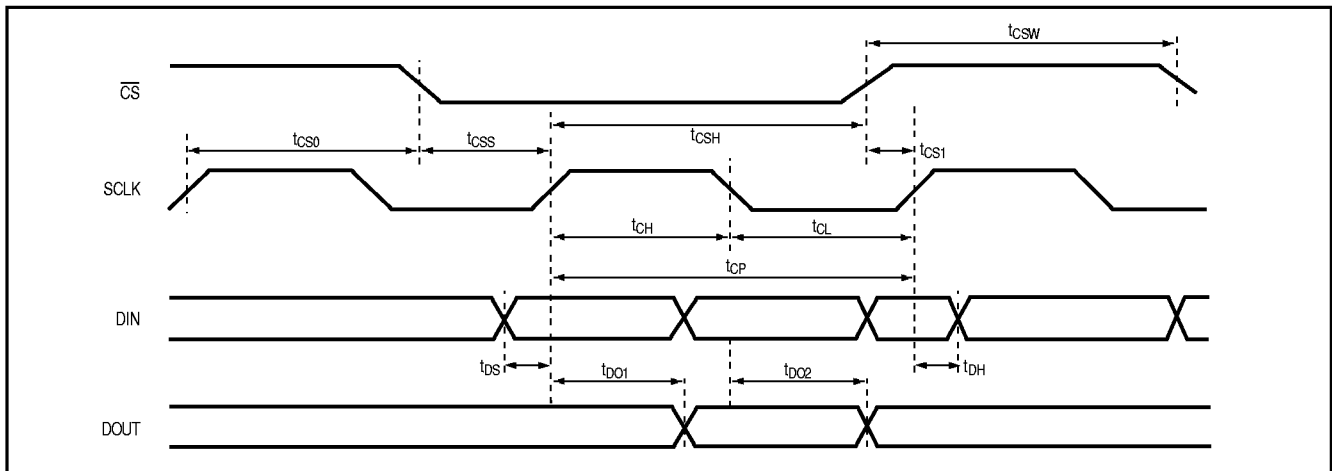 tCSW
CS
tCSH
tCS0
tCSS
tCS1
SCLK
tCH
tCL
tCP
DIN
tDS
tDO1
tDO2
tDH
DOUT